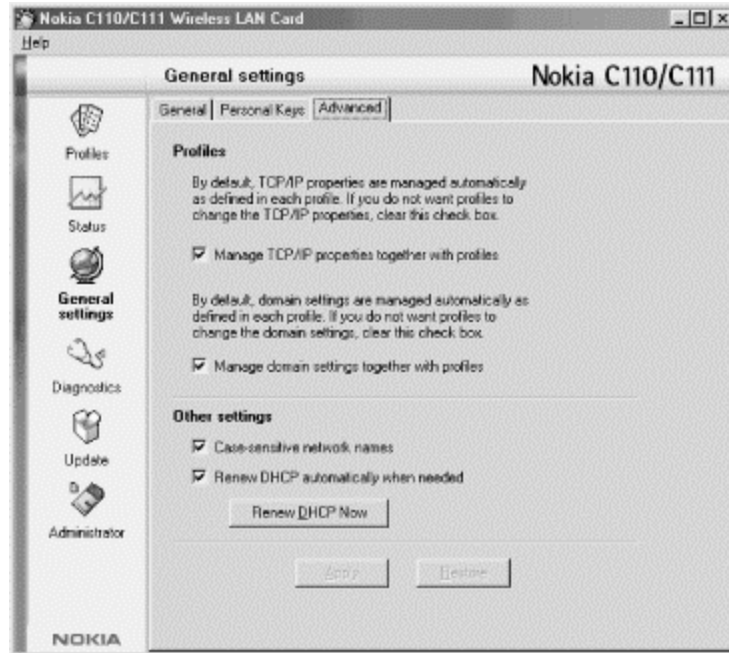 Nokia C110/C111 Wireless LAN Card
Help
General settings
Nokia C110/C111
General
Personal Keys
Advanced
Profiles
Status
General
settings
Diagnostics
Update
Administrator
NOKIA
Profiles
By default, TCP/IP properties are managed automatically
as defined in each profile. If you do not want profiles to
change the TCP/IP properties, clear this check box.
Manage TCP/IP properties together with profiles
By default, domain settings are managed automatically as
defined in each profile. If you do not want profiles to
change the domain settings, clear this check box.
Manage domain settings together with profiles
Other settings
Case-sensitive network names
Renew DHCP automatically when needed
Renew DHCP Now
Apply
Restore